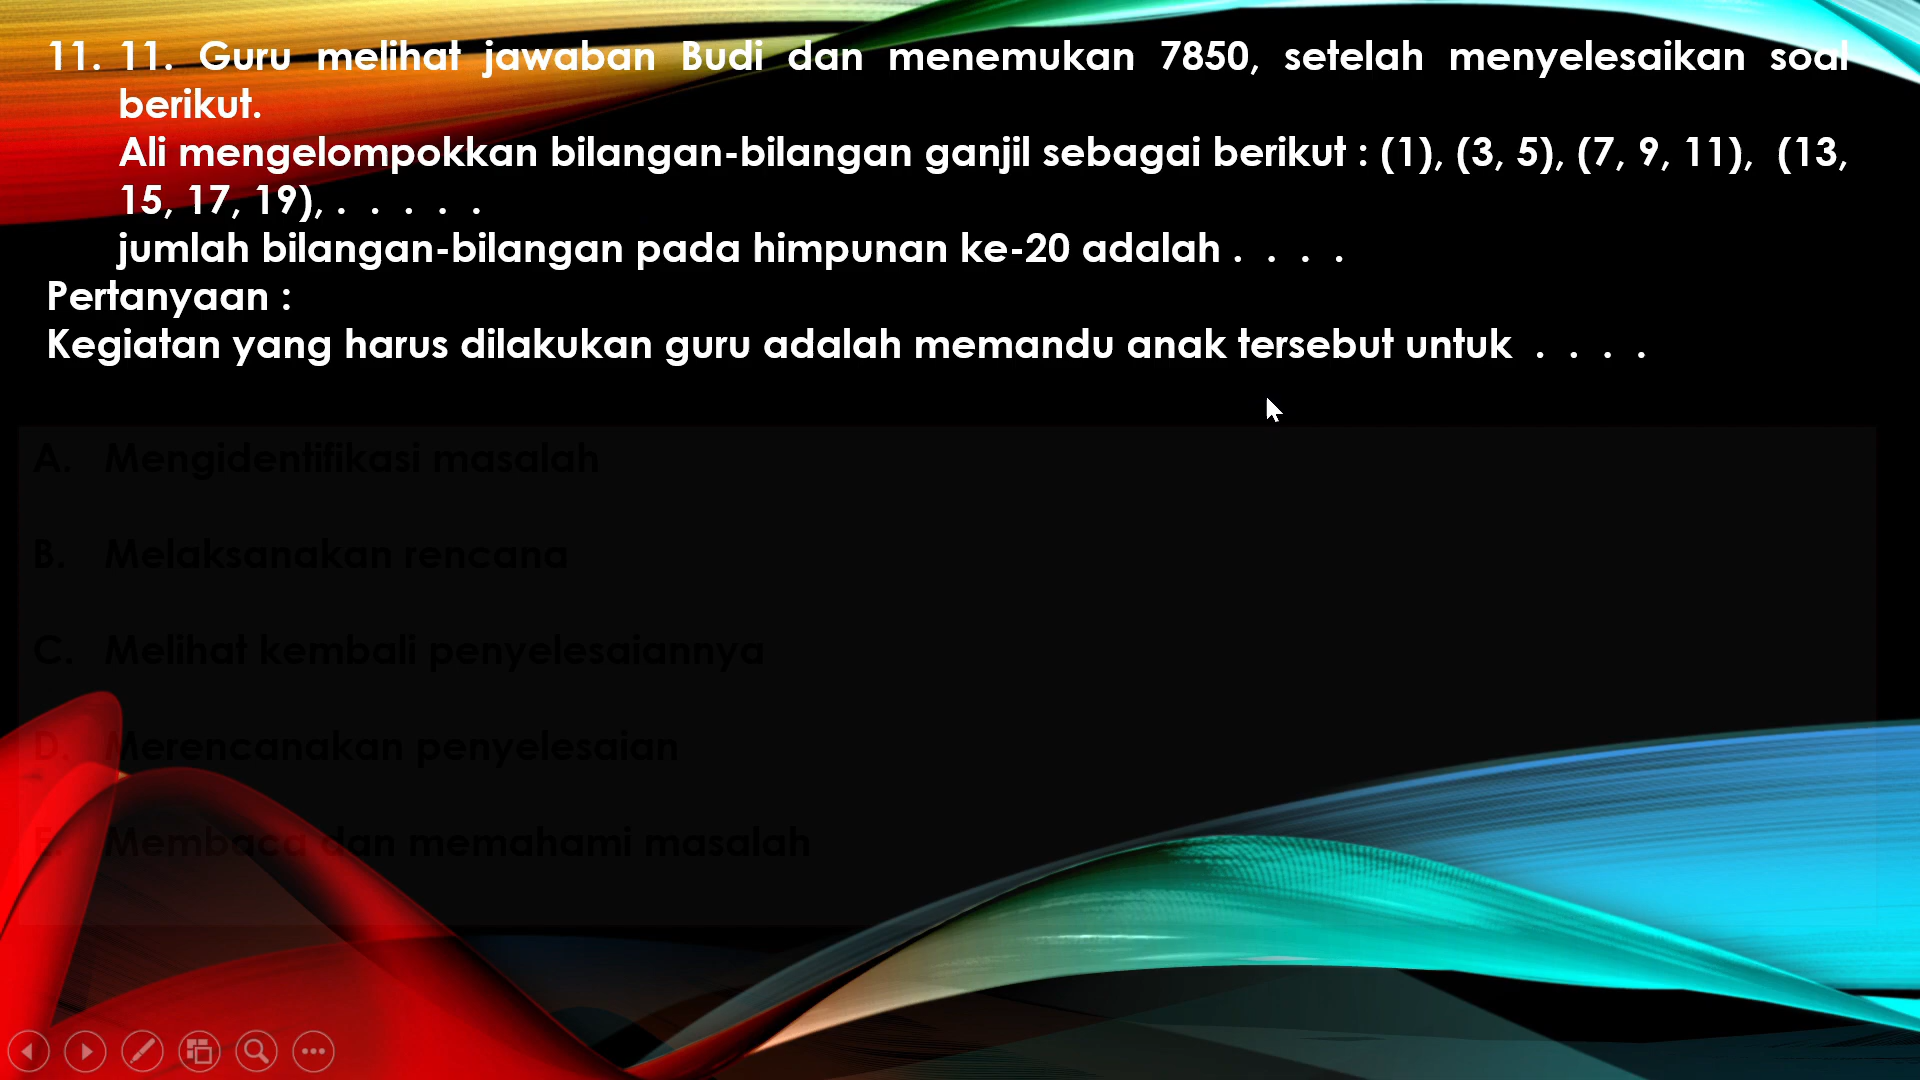 11. 11. Guru melihat jawaban Budi dan menemukan 7850, setelah menyelesaikan soal
berikut.
Ali mengelompokkan bilangan-bilangan ganjil sebagai berikut : (1), (3, 5), (7, 9, 11), (13,
15, 17, 19), . . . . .
jumlah bilangan-bilangan pada himpunan ke-20 adalah . . . .
Pertanyaan :
Kegiatan yang harus dilakukan guru adalah memandu anak tersebut untuk . . . .
A. Mengidentifikasi masalah
B. Melaksanakan rencana
C. Melihat kembali penyelesaiannya
D. Merencanakan penyelesaian
E. Membaca dan memahami masalah